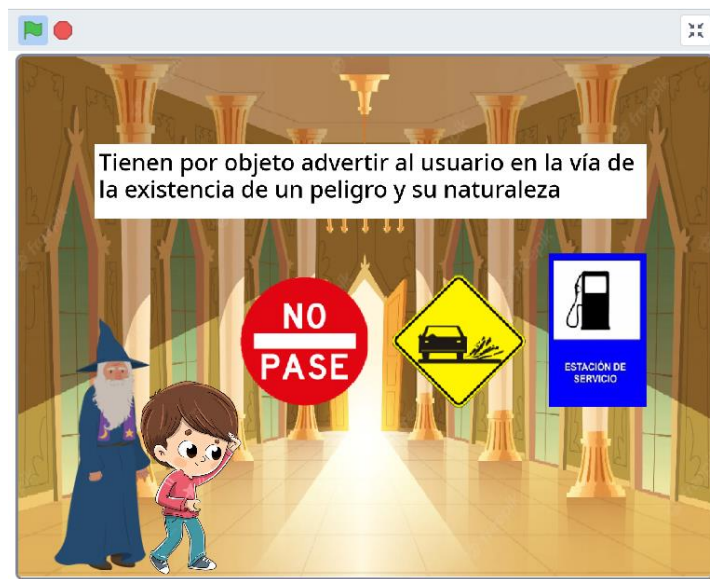 Tienen por objeto advertir al usuario en la vía de
la existencia de un peligro y su naturaleza
NO
PASE
ESTACIÓN DE
SERVICIO